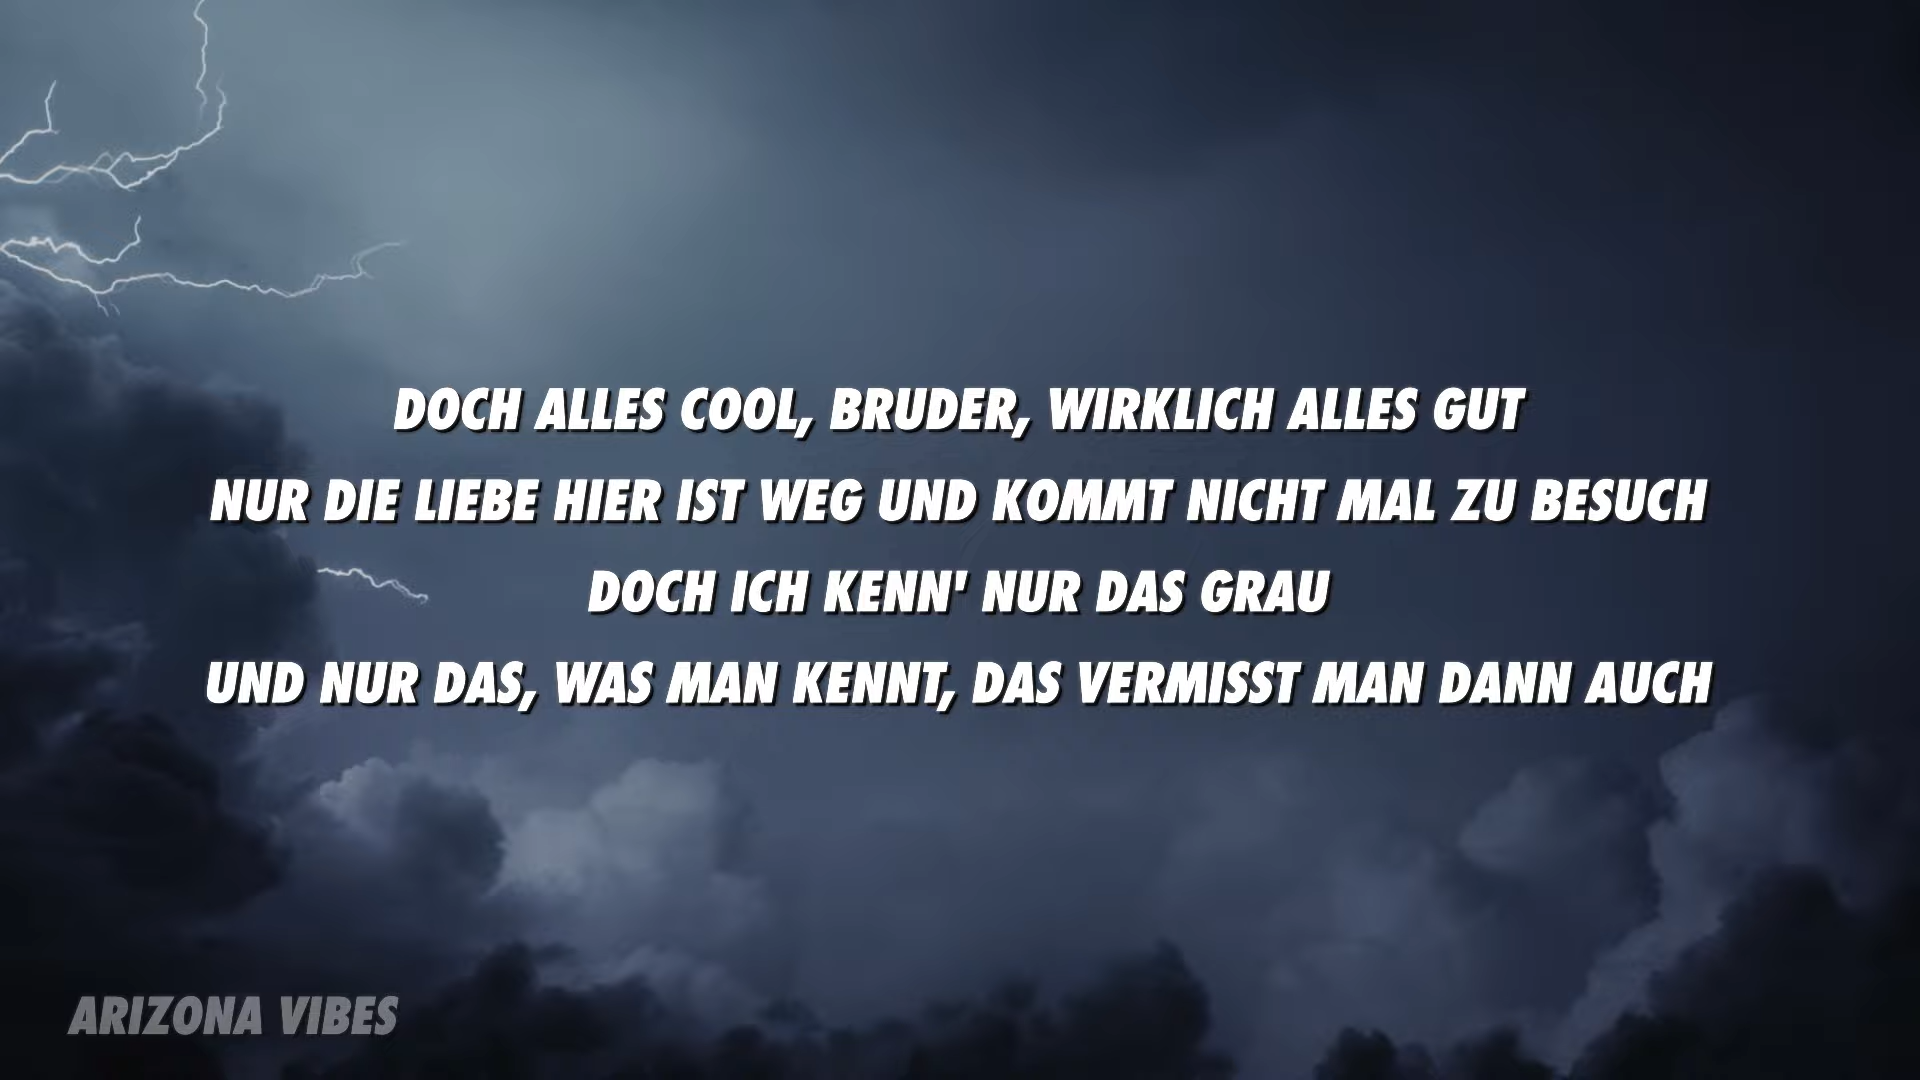 DOCH ALLES COOL, BRUDER, WIRKLICH ALLES GUT
NUR DIE LIEBE HIER IST WEG UND KOMMT NICHT MAL ZU BESUCH
DOCH ICH KENN' NUR DAS GRAU
UND NUR DAS, WAS MAN KENNT, DAS VERMISST MAN DANN AUCH
ARIZONA VIBES